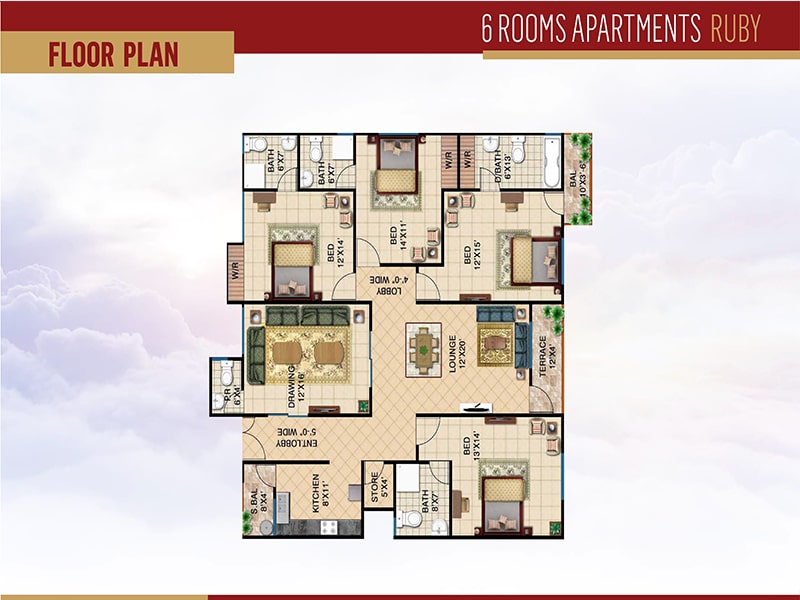 6 ROOMS APARTMENTS RUBY
FLOOR PLAN
BATH
6'X7'
BATH
6'X7'
W/R
W/R
D/BATH
6'X13'
BAL
10'X3'-6"
BED
14'X11'
BED
12'X14'
BED
12'X15'
W/R
LOBBY
4'-0" WIDE
DRAWING
12'X16'
LOUNGE
12'X20'
TERRACE
12'X4'
P.R
6'X4'
ENT.LOBBY
5'-0" WIDE
BED
13'X14'
S. BAL
8'X4'
KITCHEN
8'X11'
STORE
5'X4'
BATH
8'X7'